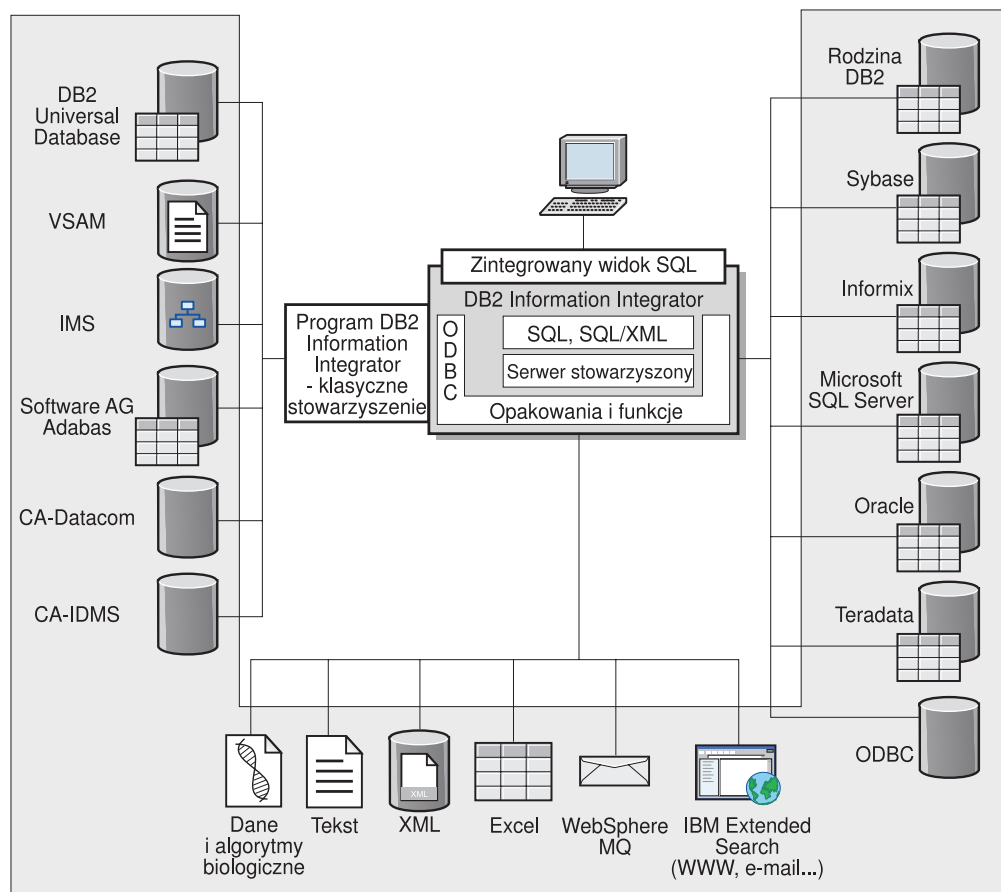 DB2
Universal
Database
VSAM
IMS
Software AG
Adabas
CA-Datacom
CA-IDMS
Zintegrowany widok SQL
DB2 Information Integrator
Program DB2
Information
Integrator
- klasyczne
stowarzyszenie
O
D
B
C
SQL, SQL/XML
Serwer stowarzyszony
Opakowania i funkcje
Rodzina
DB2
Sybase
Informix
Microsoft
SQL Server
Oracle
Teradata
ODBC
Dane
i algorytmy
biologiczne
Tekst
XML
XML
Excel
WebSphere
MQ
IBM Extended
Search
(WWW, e-mail...)